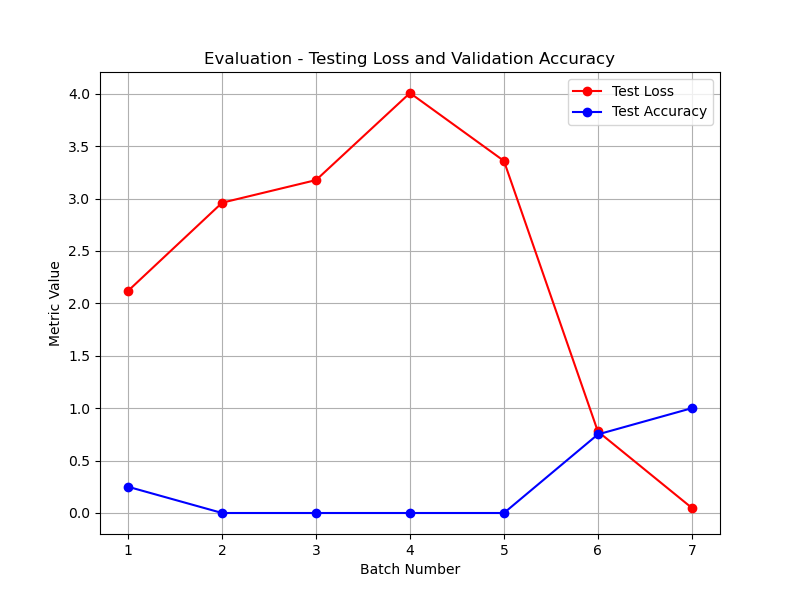 Evaluation - Testing Loss and Validation Accuracy
Test Loss
Test Accuracy
4.0
3.5
3.0
2.5
2.0
1.5
1.0
0.5
0.0
Metric Value
1 2 3 4 5 6 7
Batch Number